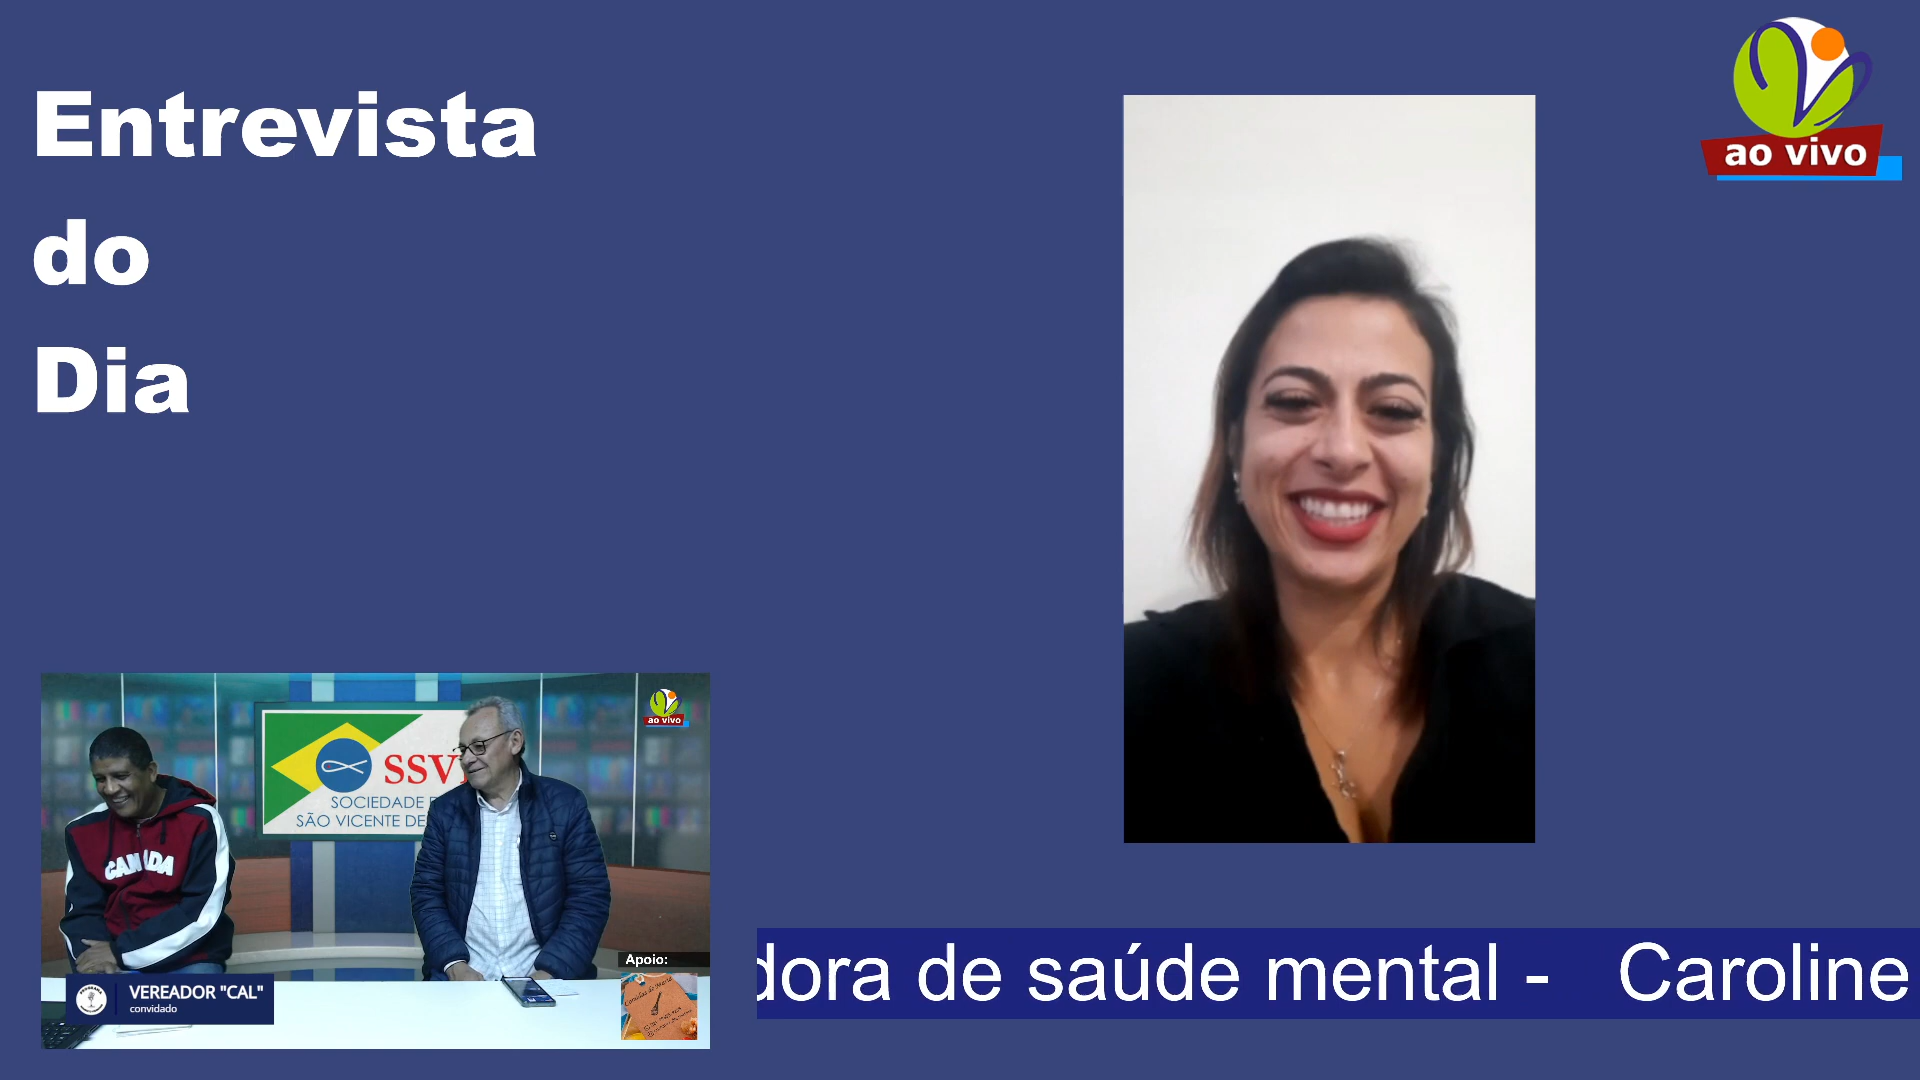 Entrevista
do
Dia
ao vivo
ao vivo
SSV
SOCIEDADE
SÃO VICENTE DE
CANADA
Apoio:
VEREADOR "CAL"
convidado
dora de saúde mental - Caroline